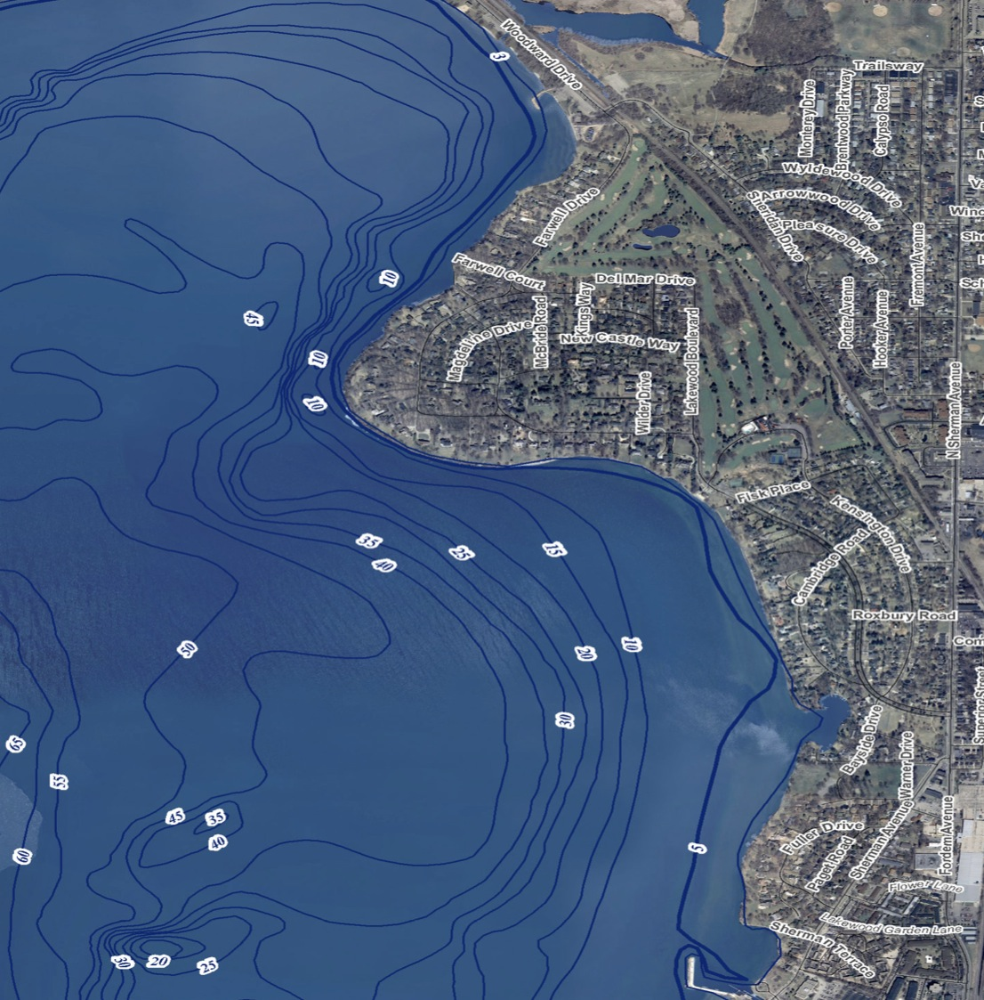 3
Woodward Drive
Trailsway
Monterey Drive
Brentwood Parkway
Calypso Road
Wyldewood Drive
Arrowwood Drive
Sheridan Drive
Pleasure Drive
Farwell Drive
Fremont Avenue
Farwell Court
Del Mar Drive
10
Kings Way
McBride Road
Porter Avenue
Hooker Avenue
45
Magdeline Drive
New Castle Way
Lakewood Boulevard
10
Wilder Drive
N Sherman Avenue
10
Fisk Place
Kensington Drive
Cambridge Road
35
25
15
40
Roxbury Road
50
20
10
30
65
Bayside Drive
Superior Street
Warner Drive
55
45
35
40
Fuller Drive
Sherman Avenue
Fordem Avenue
5
60
Paget Road
Flower Lane
Lakewood Garden Lane
Sherman Terrace
30
20
25